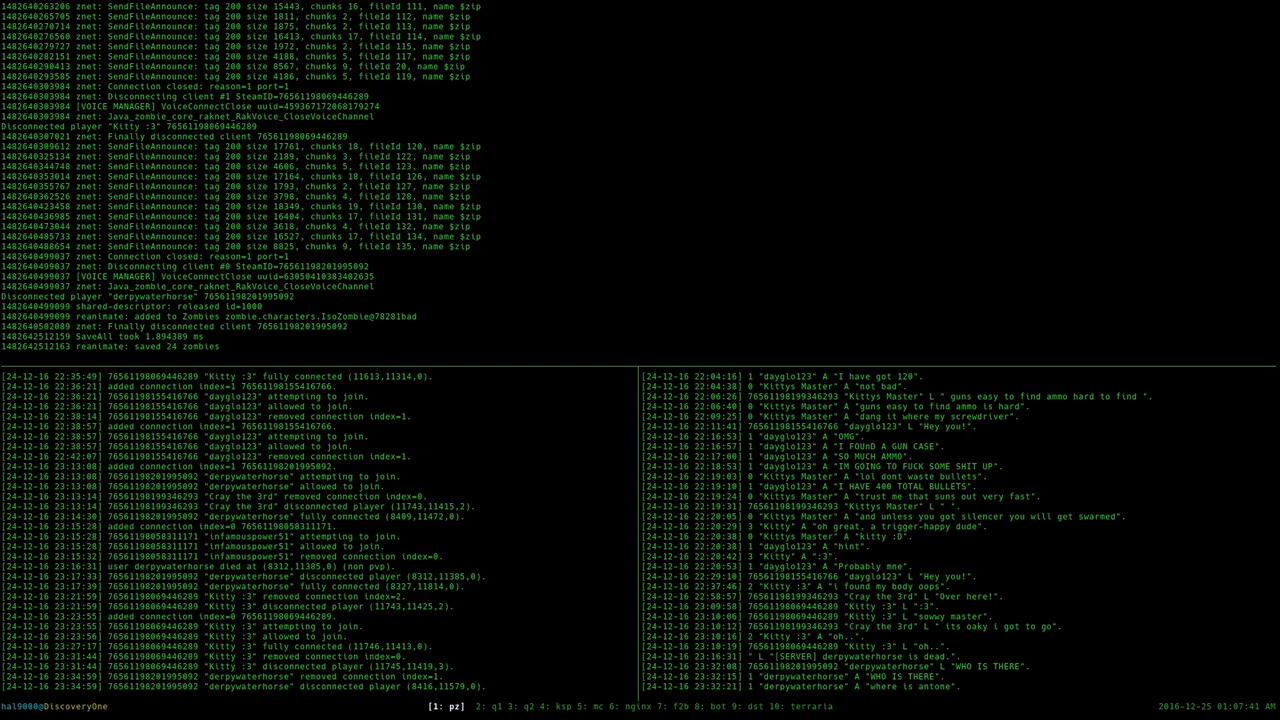 1482640263206 znet: SendFileAnnounce: tag 200 size 15443, chunks 16, fileId 111, name $zip
1482640265705 znet: SendFileAnnounce: tag 200 size 1811, chunks 2, fileId 112, name $zip
1482640270714 znet: SendFileAnnounce: tag 200 size 1875, chunks 2, fileId 113, name $zip
1482640276560 znet: SendFileAnnounce: tag 200 size 16413, chunks 17, fileId 114, name $zip
1482640279727 znet: SendFileAnnounce: tag 200 size 1972, chunks 2, fileId 115, name $zip
1482640282151 znet: SendFileAnnounce: tag 200 size 4188, chunks 5, fileId 117, name $zip
1482640290413 znet: SendFileAnnounce: tag 200 size 8567, chunks 9, fileId 20, name $zip
1482640293585 znet: SendFileAnnounce: tag 200 size 4186, chunks 5, fileId 119, name $zip
1482640303984 znet: Connection closed: reason=1 port=1
1482640303984 znet: Disconnecting client #1 SteamID=76561198069446289
1482640303984 [VOICE MANAGER] VoiceConnectClose uuid=459367172068179274
1482640303984 znet: Java_zombie_core_raknet_RakVoice_CloseVoiceChannel
Disconnected player "Kitty :3" 76561198069446289
1482640307021 znet: Finally disconnected client 76561198069446289
1482640309612 znet: SendFileAnnounce: tag 200 size 17761, chunks 18, fileId 120, name $zip
1482640325134 znet: SendFileAnnounce: tag 200 size 2189, chunks 3, fileId 122, name $zip
1482640344748 znet: SendFileAnnounce: tag 200 size 4606, chunks 5, fileId 123, name $zip
1482640353014 znet: SendFileAnnounce: tag 200 size 17164, chunks 18, fileId 126, name $zip
1482640355767 znet: SendFileAnnounce: tag 200 size 1793, chunks 2, fileId 127, name $zip
1482640362526 znet: SendFileAnnounce: tag 200 size 3798, chunks 4, fileId 128, name $zip
1482640423458 znet: SendFileAnnounce: tag 200 size 18349, chunks 19, fileId 130, name $zip
1482640436985 znet: SendFileAnnounce: tag 200 size 16404, chunks 17, fileId 131, name $zip
1482640473044 znet: SendFileAnnounce: tag 200 size 3618, chunks 4, fileId 132, name $zip
1482640485733 znet: SendFileAnnounce: tag 200 size 16527, chunks 17, fileId 134, name $zip
1482640488654 znet: SendFileAnnounce: tag 200 size 8825, chunks 9, fileId 135, name $zip
1482640499037 znet: Connection closed: reason=1 port=1
1482640499037 znet: Disconnecting client #0 SteamID=76561198201995092
1482640499037 [VOICE MANAGER] VoiceConnectClose uuid=63050410383402635
1482640499037 znet: Java_zombie_core_raknet_RakVoice_CloseVoiceChannel
Disconnected player "derpywaterhorse" 76561198201995092
1482640499099 shared-descriptor: released id=1000
1482640499099 reanimate: added to Zombies zombie.characters.IsoZombie@78281bad
1482640502089 znet: Finally disconnected client 76561198201995092
1482642512159 SaveAll took 1.894389 ms
1482642512163 reanimate: saved 24 zombies
[24-12-16 22:35:49] 76561198069446289 "Kitty :3" fully connected (11613,11314,0).
[24-12-16 22:36:21] added connection index=1 76561198155416766.
[24-12-16 22:36:21] 76561198155416766 "dayglo123" attempting to join.
[24-12-16 22:36:21] 76561198155416766 "dayglo123" allowed to join.
[24-12-16 22:38:14] 76561198155416766 "dayglo123" removed connection index=1.
[24-12-16 22:38:57] added connection index=1 76561198155416766.
[24-12-16 22:38:57] 76561198155416766 "dayglo123" attempting to join.
[24-12-16 22:38:57] 76561198155416766 "dayglo123" allowed to join.
[24-12-16 22:42:07] 76561198155416766 "dayglo123" removed connection index=1.
[24-12-16 23:13:08] added connection index=1 76561198201995092.
[24-12-16 23:13:08] 76561198201995092 "derpywaterhorse" attempting to join.
[24-12-16 23:13:08] 76561198201995092 "derpywaterhorse" allowed to join.
[24-12-16 23:13:14] 76561198199346293 "Cray the 3rd" removed connection index=0.
[24-12-16 23:13:14] 76561198199346293 "Cray the 3rd" disconnected player (11743,11415,2).
[24-12-16 23:14:30] 76561198201995092 "derpywaterhorse" fully connected (8409,11472,0).
[24-12-16 23:15:28] added connection index=0 76561198058311171.
[24-12-16 23:15:28] 76561198058311171 "infamouspower51" attempting to join.
[24-12-16 23:15:28] 76561198058311171 "infamouspower51" allowed to join.
[24-12-16 23:15:32] 76561198058311171 "infamouspower51" removed connection index=0.
[24-12-16 23:16:31] user derpywaterhorse died at (8312,11385,0) (non pvp).
[24-12-16 23:17:33] 76561198201995092 "derpywaterhorse" disconnected player (8312,11385,0).
[24-12-16 23:17:39] 76561198201995092 "derpywaterhorse" fully connected (8327,11814,0).
[24-12-16 23:21:59] 76561198069446289 "Kitty :3" removed connection index=2.
[24-12-16 23:21:59] 76561198069446289 "Kitty :3" disconnected player (11743,11425,2).
[24-12-16 23:23:55] added connection index=0 76561198069446289.
[24-12-16 23:23:55] 76561198069446289 "Kitty :3" attempting to join.
[24-12-16 23:23:56] 76561198069446289 "Kitty :3" allowed to join.
[24-12-16 23:27:17] 76561198069446289 "Kitty :3" fully connected (11746,11413,0).
[24-12-16 23:31:44] 76561198069446289 "Kitty :3" removed connection index=0.
[24-12-16 23:31:44] 76561198069446289 "Kitty :3" disconnected player (11745,11419,3).
[24-12-16 23:34:59] 76561198201995092 "derpywaterhorse" removed connection index=1.
[24-12-16 23:34:59] 76561198201995092 "derpywaterhorse" disconnected player (8416,11579,0).
[24-12-16 22:04:16] 1 "dayglo123" A "I have got 120".
[24-12-16 22:04:38] 0 "Kittys Master" A "not bad".
[24-12-16 22:06:26] 76561198199346293 "Kittys Master" L " guns easy to find ammo hard to find ".
[24-12-16 22:06:40] 0 "Kittys Master" A "guns easy to find ammo is hard".
[24-12-16 22:09:25] 0 "Kittys Master" A "dang it where my screwdriver".
[24-12-16 22:11:41] 76561198155416766 "dayglo123" L "Hey you!".
[24-12-16 22:16:53] 1 "dayglo123" A "OMG".
[24-12-16 22:16:57] 1 "dayglo123" A "I FOUnD A GUN CASE".
[24-12-16 22:17:00] 1 "dayglo123" A "SO MUCH AMMO".
[24-12-16 22:18:53] 1 "dayglo123" A "IM GOING TO FUCK SOME SHIT UP".
[24-12-16 22:19:03] 0 "Kittys Master" A "lol dont waste bullets".
[24-12-16 22:19:10] 1 "dayglo123" A "I HAVE 400 TOTAL BULLETS".
[24-12-16 22:19:24] 0 "Kittys Master" A "trust me that suns out very fast".
[24-12-16 22:19:31] 76561198199346293 "Kittys Master" L " ".
[24-12-16 22:20:05] 0 "Kittys Master" A "and unless you got silencer you will get swarmed".
[24-12-16 22:20:29] 3 "Kitty" A "oh great, a trigger-happy dude".
[24-12-16 22:20:38] 0 "Kittys Master" A "kitty :D".
[24-12-16 22:20:38] 1 "dayglo123" A "hint".
[24-12-16 22:20:42] 3 "Kitty" A ":3".
[24-12-16 22:20:53] 1 "dayglo123" A "Probably mne".
[24-12-16 22:29:10] 76561198155416766 "dayglo123" L "Hey you!".
[24-12-16 22:37:46] 2 "Kitty :3" A "i found my body oops".
[24-12-16 22:58:57] 76561198199346293 "Cray the 3rd" L "Over here!".
[24-12-16 23:09:58] 76561198069446289 "Kitty :3" L ":3".
[24-12-16 23:10:06] 76561198069446289 "Kitty :3" L "sowwy master".
[24-12-16 23:10:12] 76561198199346293 "Cray the 3rd" L " its oaky i got to go".
[24-12-16 23:10:16] 2 "Kitty :3" A "oh..".
[24-12-16 23:10:19] 76561198069446289 "Kitty :3" L "oh..".
[24-12-16 23:16:31] " L "[SERVER] derpywaterhorse is dead.".
[24-12-16 23:32:08] 76561198201995092 "derpywaterhorse" L "WHO IS THERE".
[24-12-16 23:32:15] 1 "derpywaterhorse" A "WHO IS THERE".
[24-12-16 23:32:21] 1 "derpywaterhorse" A "where is antone".
hal9000@DiscoveryOne [1: pz] 2: q1 3: q2 4: ksp 5: mc 6: nginx 7: f2b 8: bot 9: dst 10: terraria 2016-12-25 01:07:41 AM